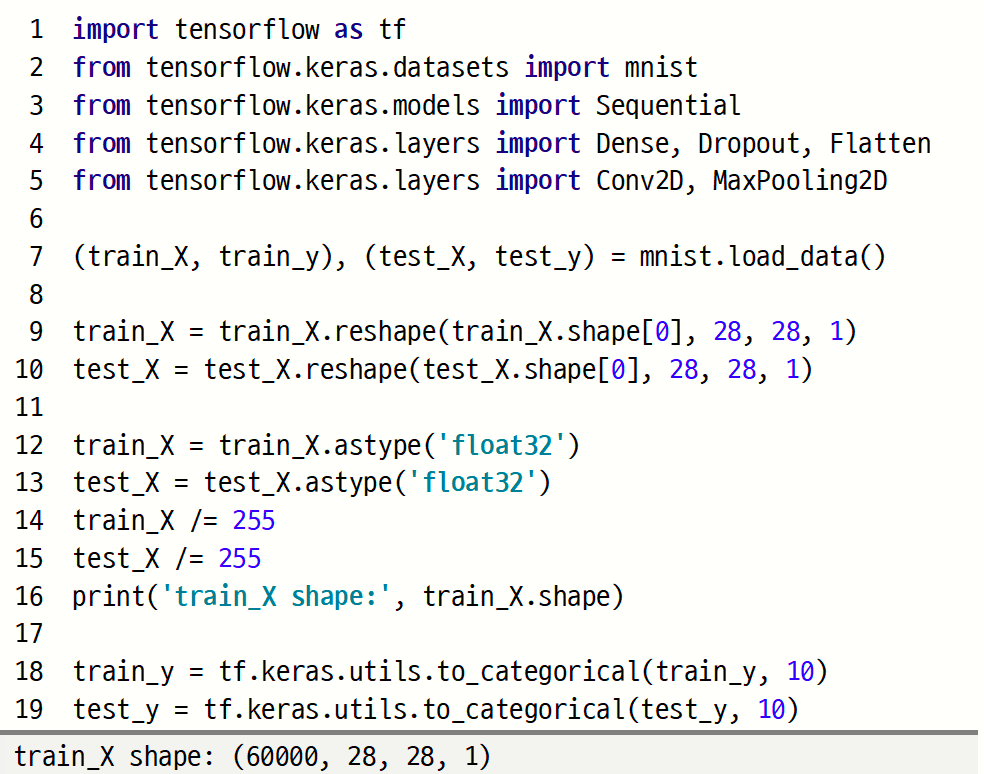 1 import tensorflow as tf
2 from tensorflow.keras.datasets import mnist
3 from tensorflow.keras.models import Sequential
4 from tensorflow.keras.layers import Dense, Dropout, Flatten
5 from tensorflow.keras.layers import Conv2D, MaxPooling2D
6
7 (train_X, train_y), (test_X, test_y) = mnist.load_data()
8
9 train_X = train_X.reshape(train_X.shape[0], 28, 28, 1)
10 test_X = test_X.reshape(test_X.shape[0], 28, 28, 1)
11
12 train_X = train_X.astype('float32')
13 test_X = test_X.astype('float32')
14 train_X /= 255
15 test_X /= 255
16 print('train_X shape:', train_X.shape)
17
18 train_y = tf.keras.utils.to_categorical(train_y, 10)
19 test_y = tf.keras.utils.to_categorical(test_y, 10)
train_X shape: (60000, 28, 28, 1)